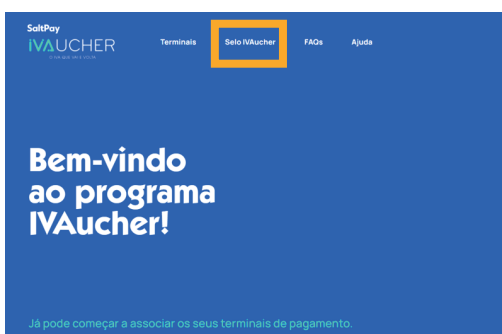 SaltPay
IVAUCHER
Terminais Selo IVAucher FAQs Ajuda
Bem-vindo
ao programa
IVAucher!
Já pode começar a associar os seus terminais de pagamento.